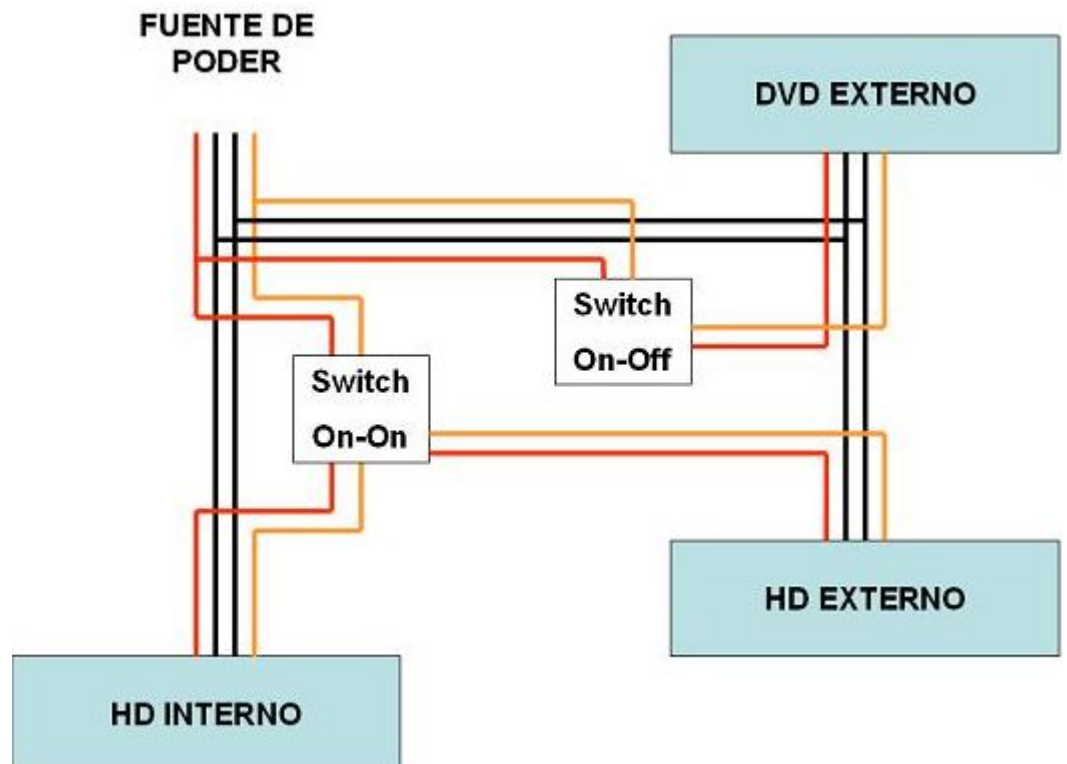 FUENTE DE
PODER
DVD EXTERNO
Switch
On-Off
Switch
On-On
HD EXTERNO
HD INTERNO